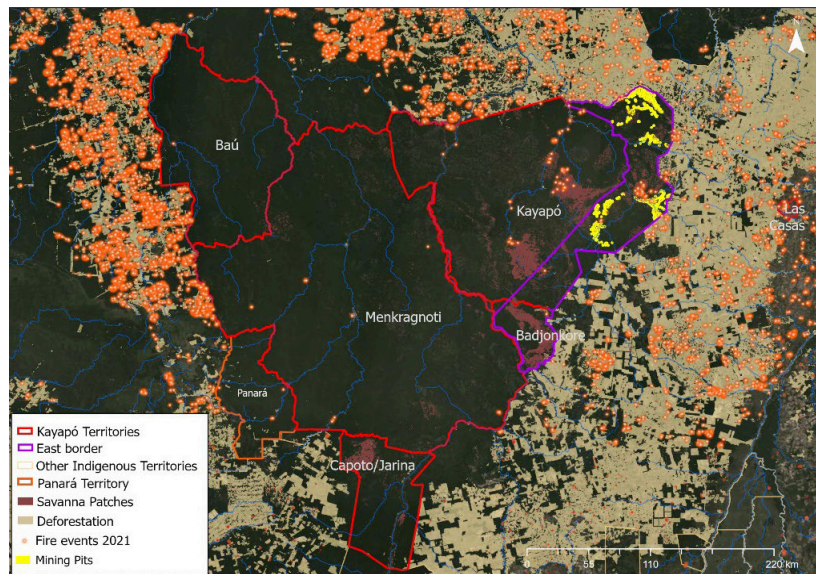 Baú
Kayapó
Las
Casas
Menkragnoti
Badjonkôre
Panará
Capoto/Jarina
Kayapó Territories
East border
Other Indigenous Territories
Panará Territory
Savanna Patches
Deforestation
Fire events 2021
Mining Pits
0 55 110 220 km